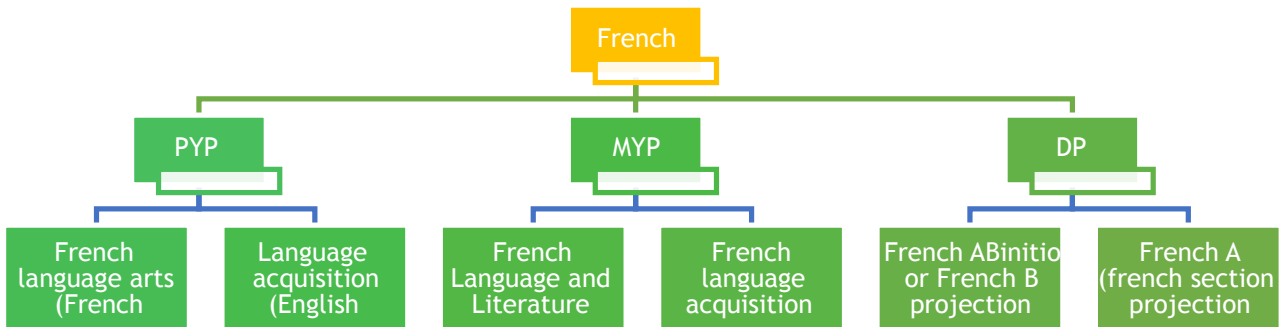 French
PYP
MYP
DP
French
language arts
(French
Language
acquisition
(English
French
Language and
Literature
French
language
acquisition
French ABinitio
or French B
projection
French A
(french section
projection